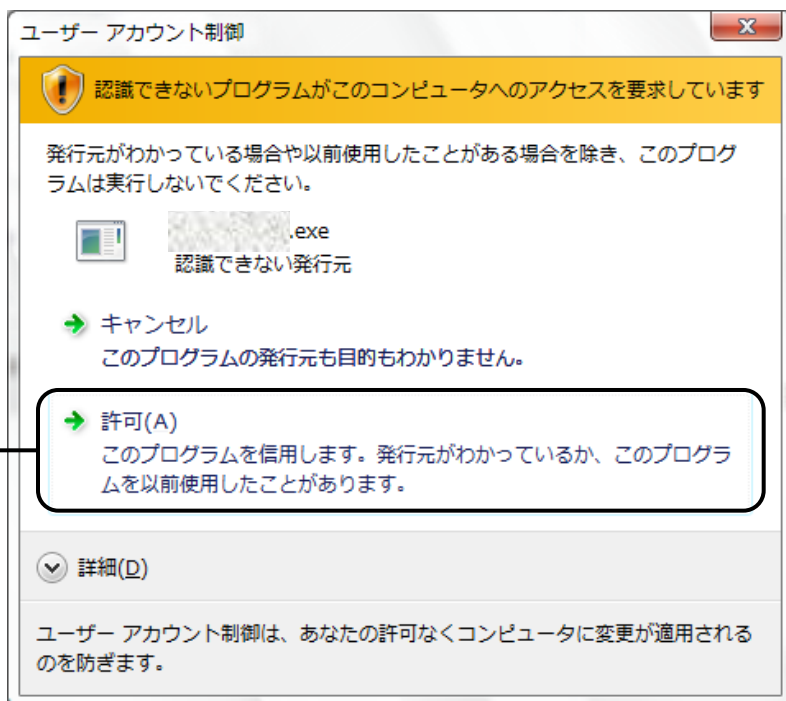 ユーザー アカウント制御
認識できないプログラムがこのコンピュータへのアクセスを要求しています
発行元がわかっている場合や以前使用したことがある場合を除き、このプログ
ラムは実行しないでください。
.exe
認識できない発行元
キャンセル
このプログラムの発行元も目的もわかりません。
許可(A)
このプログラムを信用します。発行元がわかっているか、このプログラ
ムを以前使用したことがあります。
詳細(D)
ユーザー アカウント制御は、あなたの許可なくコンピュータに変更が適用される
のを防ぎます。